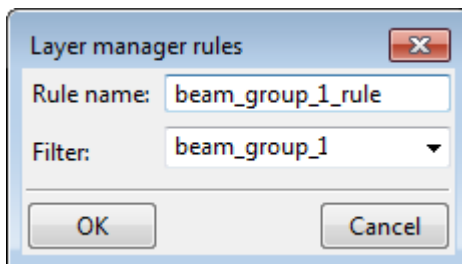 Layer manager rules
Rule name: beam_group_1_rule
Filter: beam_group_1
OK Cancel